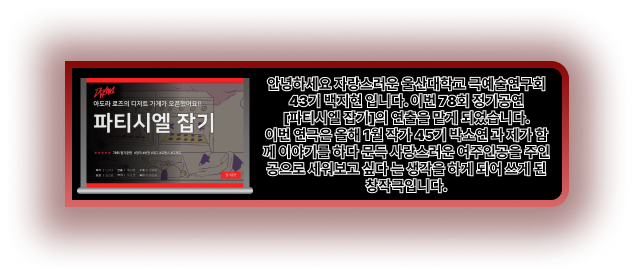 아도라 로즈의 디저트 가게가 오픈했어요!!
파티시엘 잡기
안녕하세요 자랑스러운 울산대학교 극예술연구회
43기 백지현 입니다. 이번 78회 정기공연
[파티시엘 잡기]의 연출을 맡게 되었습니다.
이번 연극은 올해 1월 작가 45기 박소연 과 제가 함
께 이야기를 하다 문득 사랑스러운 여주인공을 주인
공으로 세워보고 싶다 는 생각을 하게 되어 쓰게 된
창작극입니다.